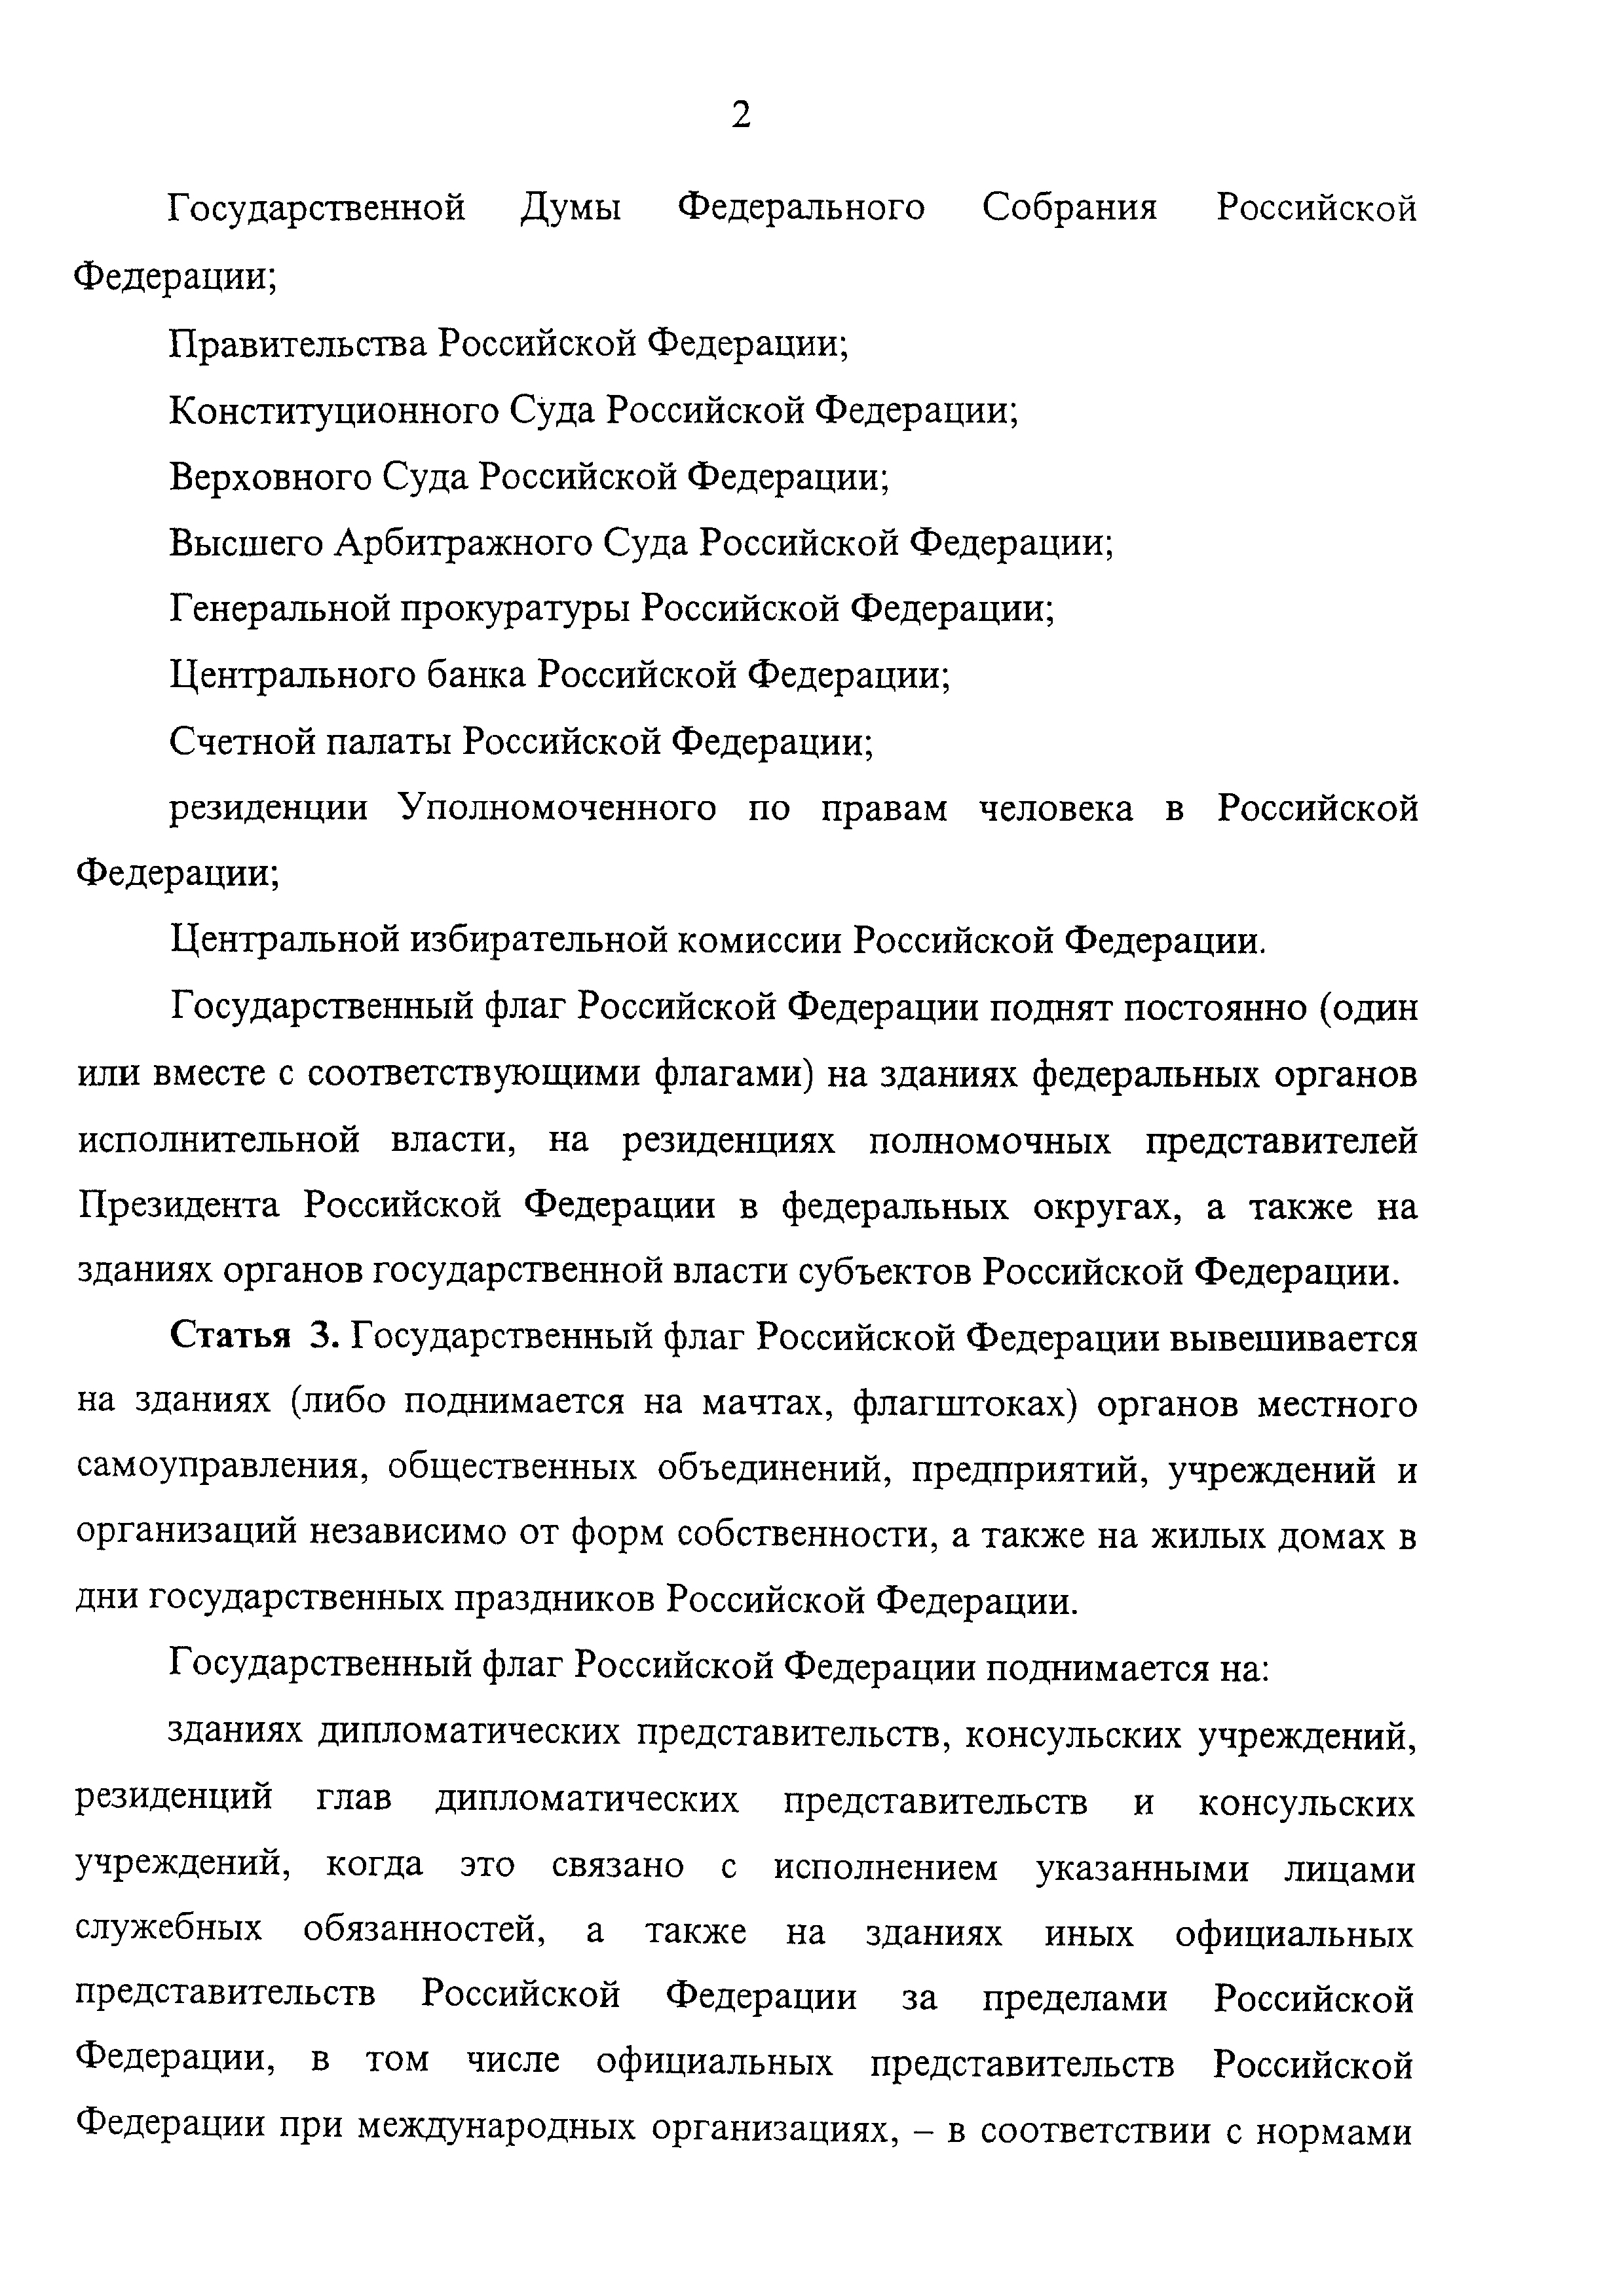 2
Государственной Думы Федерального Собрания Российской
Федерации;
Правительства Российской Федерации;
Конституционного Суда Российской Федерации;
Верховного Суда Российской Федерации;
Высшего Арбитражного Суда Российской Федерации;
Генеральной прокуратуры Российской Федерации;
Центрального банка Российской Федерации;
Счетной палаты Российской Федерации;
резиденции Уполномоченного по правам человека в Российской
Федерации;
Центральной избирательной комиссии Российской Федерации.
Государственный флаг Российской Федерации поднят постоянно (один
или вместе с соответствующими флагами) на зданиях федеральных органов
исполнительной власти, на резиденциях полномочных представителей
Президента Российской Федерации в федеральных округах, а также на
зданиях органов государственной власти субъектов Российской Федерации.
Статья 3. Государственный флаг Российской Федерации вывешивается
на зданиях (либо поднимается на мачтах, флагштоках) органов местного
самоуправления, общественных объединений, предприятий, учреждений и
организаций независимо от форм собственности, а также на жилых домах в
дни государственных праздников Российской Федерации.
Государственный флаг Российской Федерации поднимается на:
зданиях дипломатических представительств, консульских учреждений,
резиденций глав дипломатических представительств и консульских
учреждений, когда это связано с исполнением указанными лицами
служебных обязанностей, а также на зданиях иных официальных
представительств Российской Федерации за пределами Российской
Федерации, в том числе официальных представительств Российской
Федерации при международных организациях, – в соответствии с нормами